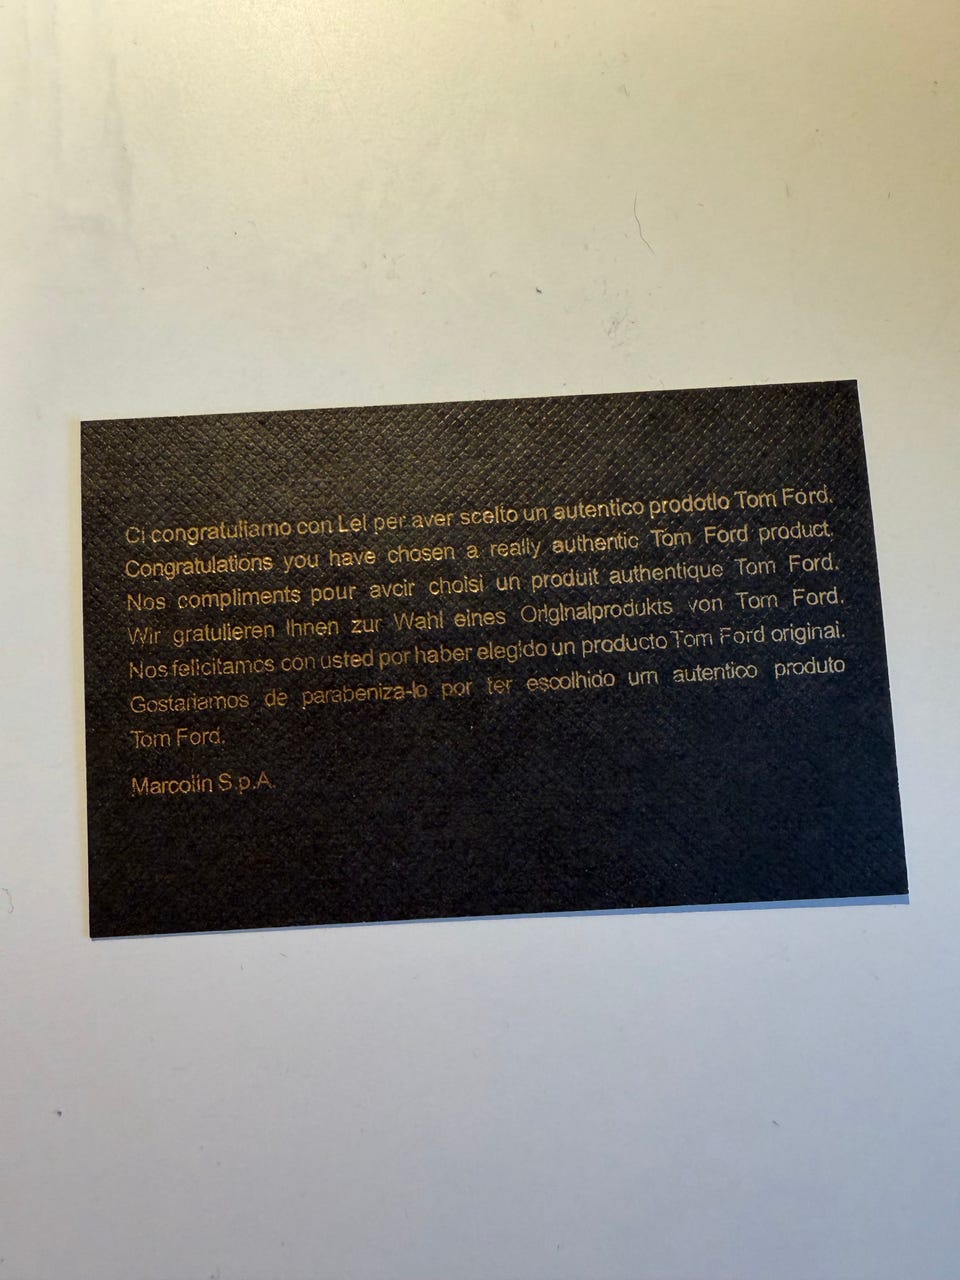 Ci congratuliamo con Lei per aver scelto un autentico prodotto Tom Ford.
Congratulations you have chosen a really authentic Tom Ford product.
Nos compliments pour avcir choisi un produit authentique Tom Ford.
Wir gratulieren Ihnen zur Wahl eines Originalprodukts von Tom Ford.
Nos felicitamos con usted por haber elegido un producto Tom Ford original.
Gostariamos de parabeniza-lo por ter escolhido um autentico produto
Tom Ford.
Marcolin S.p.A.